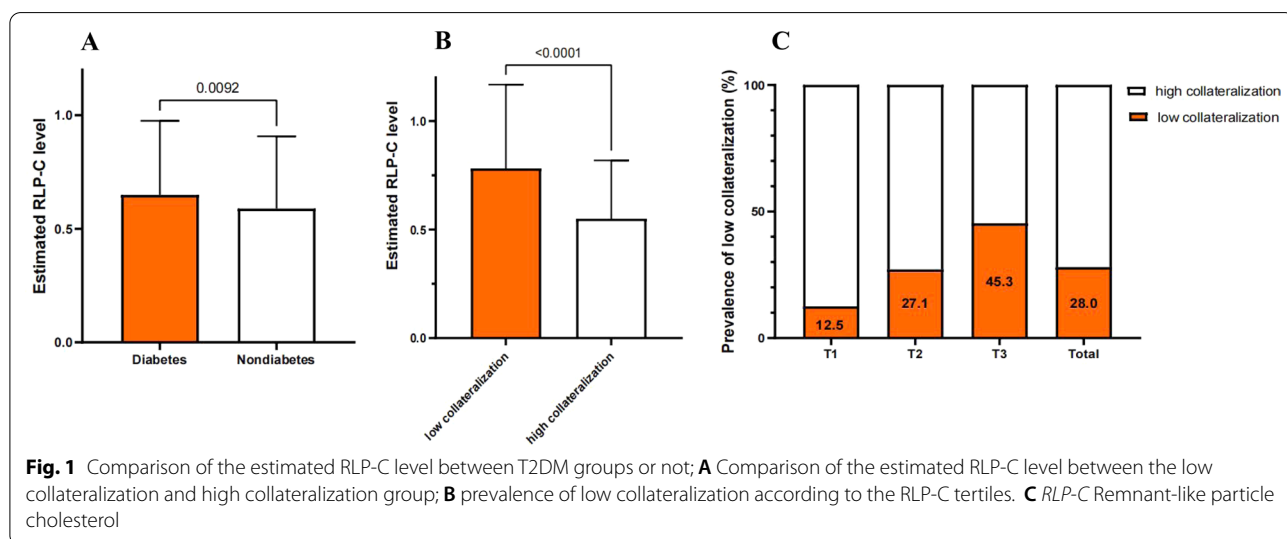 A
0.0092
Estimated RLP-C level
1.0
0.5
0.0
Diabetes Nondiabetes
B
<0.0001
Estimated RLP-C level
1.0
0.5
0.0
low collateralization
high collateralization
C
Prevalence of low collateralization (%)
100
50
0
12.5
27.1
45.3
28.0
T1 T2 T3 Total
high collateralization
low collateralization
Fig. 1 Comparison of the estimated RLP-C level between T2DM groups or not; A Comparison of the estimated RLP-C level between the low
collateralization and high collateralization group; B prevalence of low collateralization according to the RLP-C tertiles. C RLP-C Remnant-like particle
cholesterol